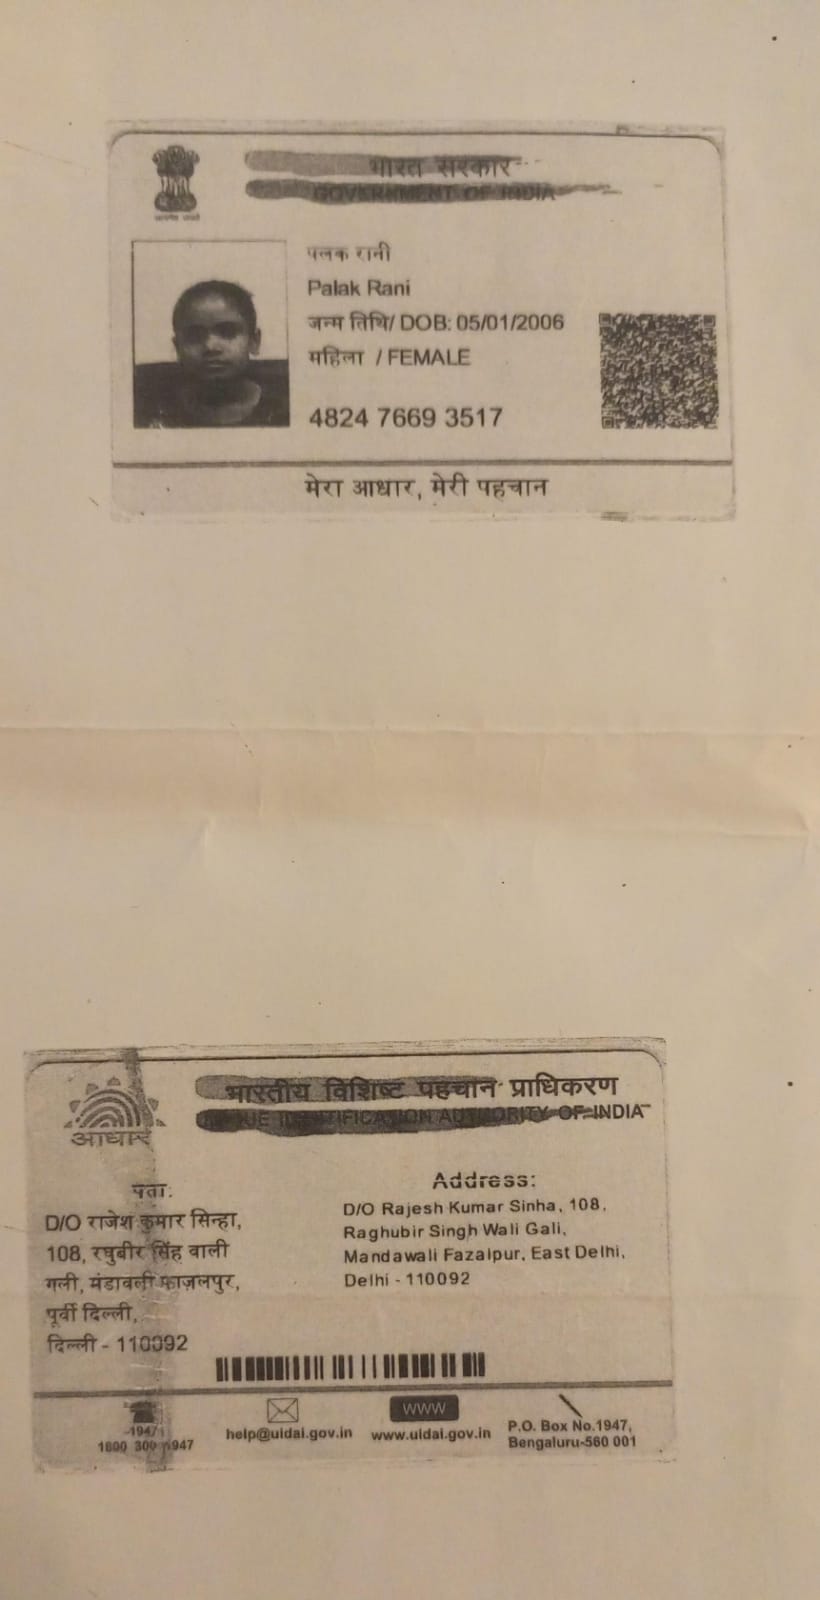 भारत सरकार
GOVERNMENT OF INDIA
पलक रानी
Palak Rani
जन्म तिथि/ DOB: 05/01/2006
महिला / FEMALE
4824 7669 3517
मेरा आधार, मेरी पहचान
भारतीय विशिष्ट पहचान प्राधिकरण
IDENTIFICATION AUTHORITY OF INDIA
आधार
पता:
D/O राजेश कुमार सिन्हा,
108, रघुबीर सिंह वाली
गली, मंडावली फाज़लपुर,
पूर्वी दिल्ली,
दिल्ली - 110092
Address:
D/O Rajesh Kumar Sinha, 108,
Raghubir Singh Wali Gali,
Mandawali Fazalpur, East Delhi,
Delhi - 110092
1947
1800 300 1947
help@uidai.gov.in
www
www.uidai.gov.in
P.O. Box No.1947,
Bengaluru-560 001